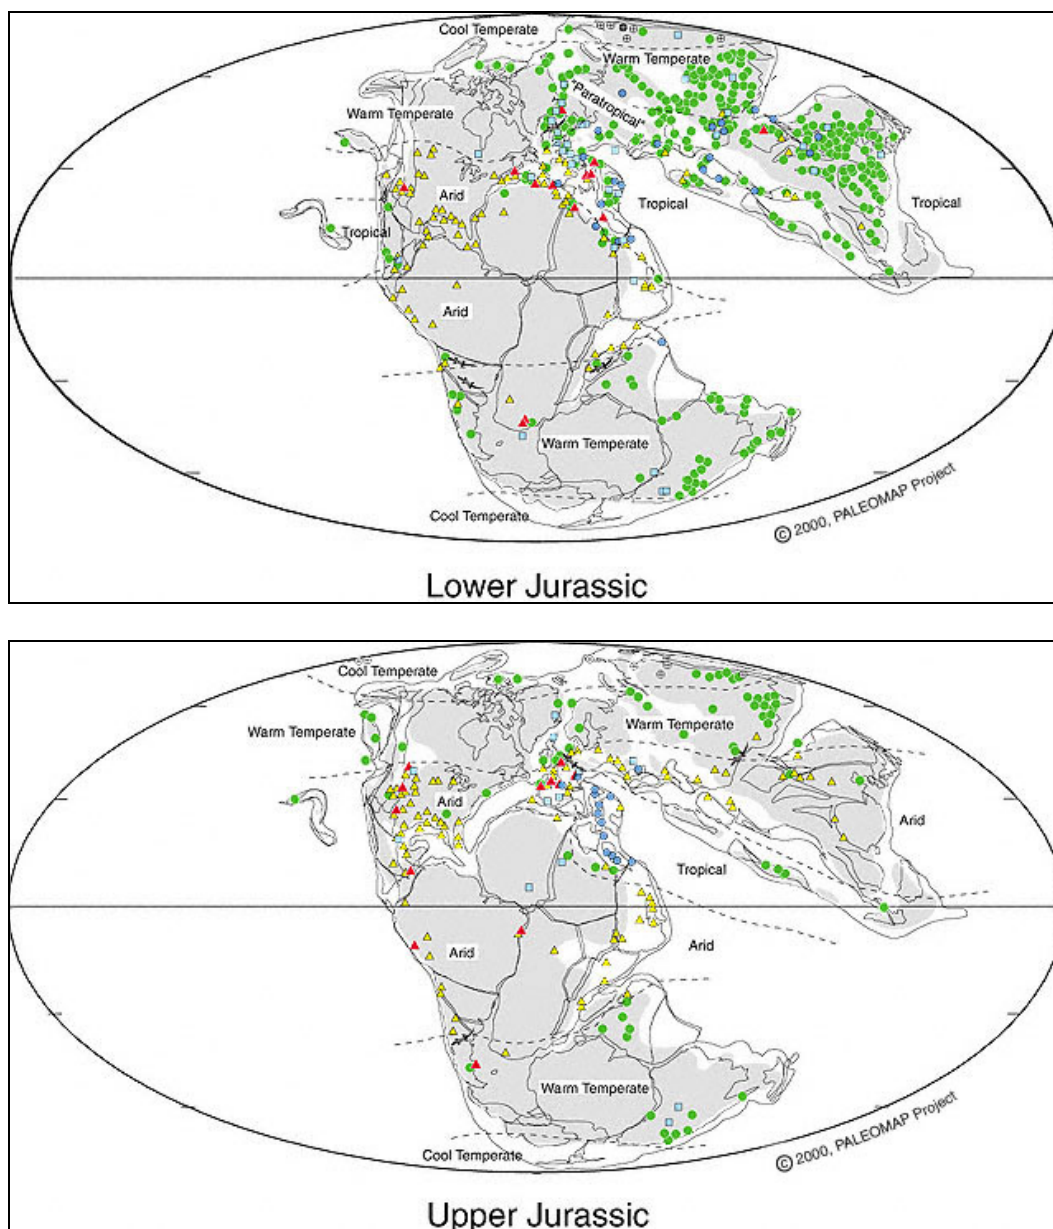 Cool Temperate
Warm Temperate
"Paratropical"
Warm Temperate
Arid
Tropical
Tropical
Tropical
Arid
Warm Temperate
Cool Temperate
© 2000, PALEOMAP Project
Lower Jurassic
Cool Temperate
Warm Temperate
Warm Temperate
Arid
Arid
Tropical
Arid
Arid
Warm Temperate
Cool Temperate
© 2000, PALEOMAP Project
Upper Jurassic